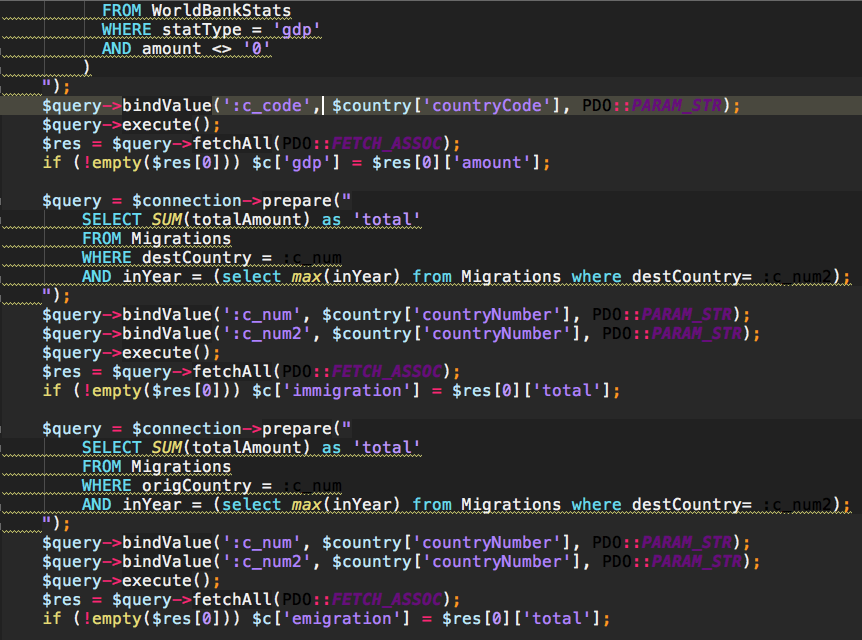 FROM WorldBankStats
WHERE statType = 'gdp'
AND amount <> '0'
)
");
$query->bindValue(':c_code', $country['countryCode'], PDO::PARAM_STR);
$query->execute();
$res = $query->fetchAll(PDO::FETCH_ASSOC);
if (!empty($res[0])) $c['gdp'] = $res[0]['amount'];
$query = $connection->prepare("
SELECT SUM(totalAmount) as 'total'
FROM Migrations
WHERE destCountry = :c_num
AND inYear = (select max(inYear) from Migrations where destCountry= :c_num2);
");
$query->bindValue(':c_num', $country['countryNumber'], PDO::PARAM_STR);
$query->bindValue(':c_num2', $country['countryNumber'], PDO::PARAM_STR);
$query->execute();
$res = $query->fetchAll(PDO::FETCH_ASSOC);
if (!empty($res[0])) $c['immigration'] = $res[0]['total'];
$query = $connection->prepare("
SELECT SUM(totalAmount) as 'total'
FROM Migrations
WHERE origCountry = :c_num
AND inYear = (select max(inYear) from Migrations where destCountry= :c_num2);
");
$query->bindValue(':c_num', $country['countryNumber'], PDO::PARAM_STR);
$query->bindValue(':c_num2', $country['countryNumber'], PDO::PARAM_STR);
$query->execute();
$res = $query->fetchAll(PDO::FETCH_ASSOC);
if (!empty($res[0])) $c['emigration'] = $res[0]['total'];